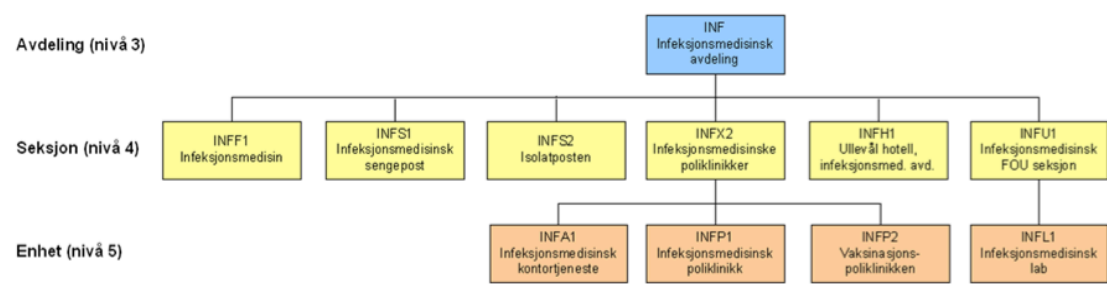 Avdeling (nivå 3)
INF
Infeksjonsmedisinsk
avdeling
Seksjon (nivå 4)
INFF1
Infeksjonsmedisin
INFS1
Infeksjonsmedisinsk
sengepost
INFS2
Isolatposten
INFX2
Infeksjonsmedisinske
poliklinikker
INFH1
Ullevål hotell,
infeksjonsmed. avd.
INFU1
Infeksjonsmedisinsk
FOU seksjon
Enhet (nivå 5)
INFA1
Infeksjonsmedisinsk
kontortjeneste
INFP1
Infeksjonsmedisinsk
poliklinikk
INFP2
Vaksinasjons-
poliklinikken
INFL1
Infeksjonsmedisinsk
lab